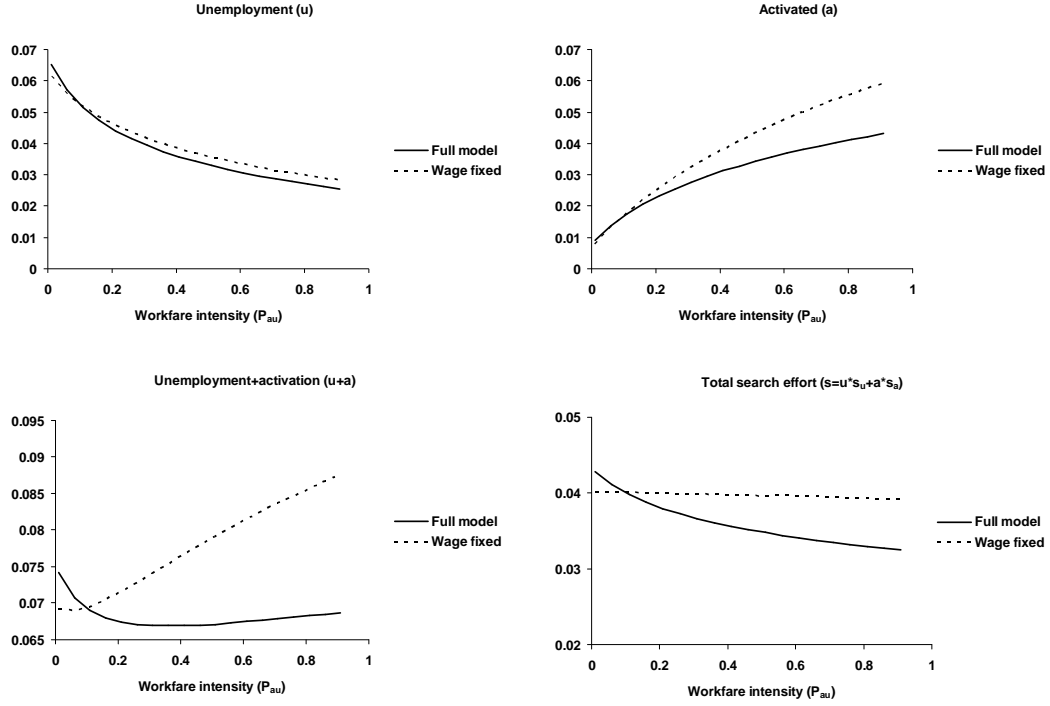 Unemployment (u)
0.07
0.06
0.05
0.04
0.03
0.02
0.01
0
0 0.2 0.4 0.6 0.8 1
Workfare intensity (Pau)
Full model
Wage fixed
Activated (a)
0.07
0.06
0.05
0.04
0.03
0.02
0.01
0
0 0.2 0.4 0.6 0.8 1
Workfare intensity (Pau)
Full model
Wage fixed
Unemployment+activation (u+a)
0.095
0.09
0.085
0.08
0.075
0.07
0.065
0 0.2 0.4 0.6 0.8 1
Workfare intensity (Pau)
Full model
Wage fixed
Total search effort (s=u*su+a*sa)
0.05
0.04
0.03
0.02
0 0.2 0.4 0.6 0.8 1
Workfare intensity (Pau)
Full model
Wage fixed